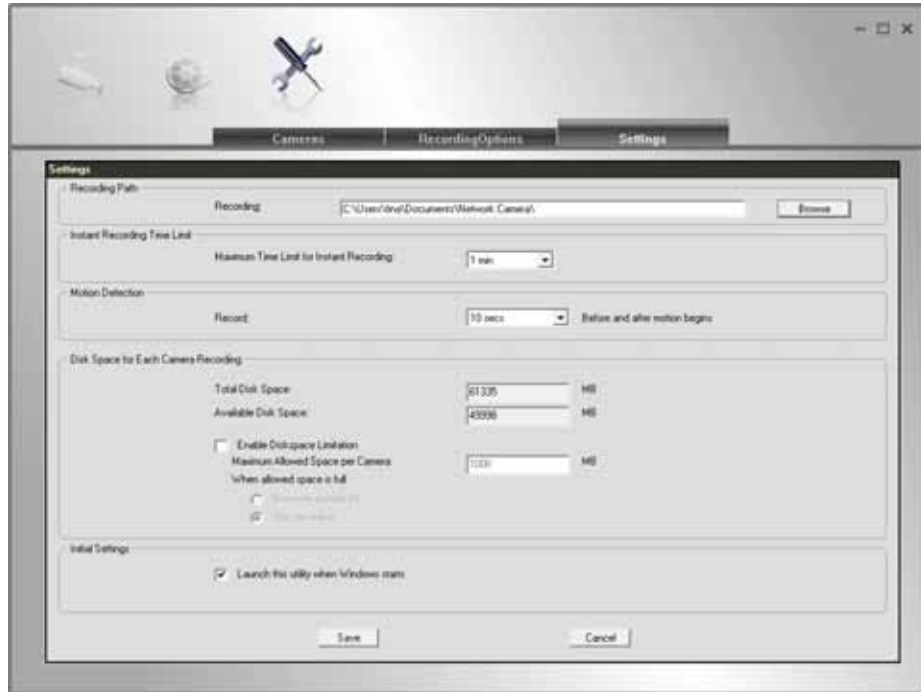 Cameras
RecordingOptions
Settings
Settings
Recording Path
Recording:
Browse
Instant Recording Time Limit
Maximum Time Limit for Instant Recording:
1 min
Motion Detection
Record:
10 secs
Before and after motion begins
Disk Space for Each Camera Recording
Total Disk Space:
61335
MB
Available Disk Space:
49998
MB
Enable Diskspace Limitation
Maximum Allowed Space per Camera
MB
When allowed space is full
Initial Settings
Launch this utility when Windows starts
Save
Cancel